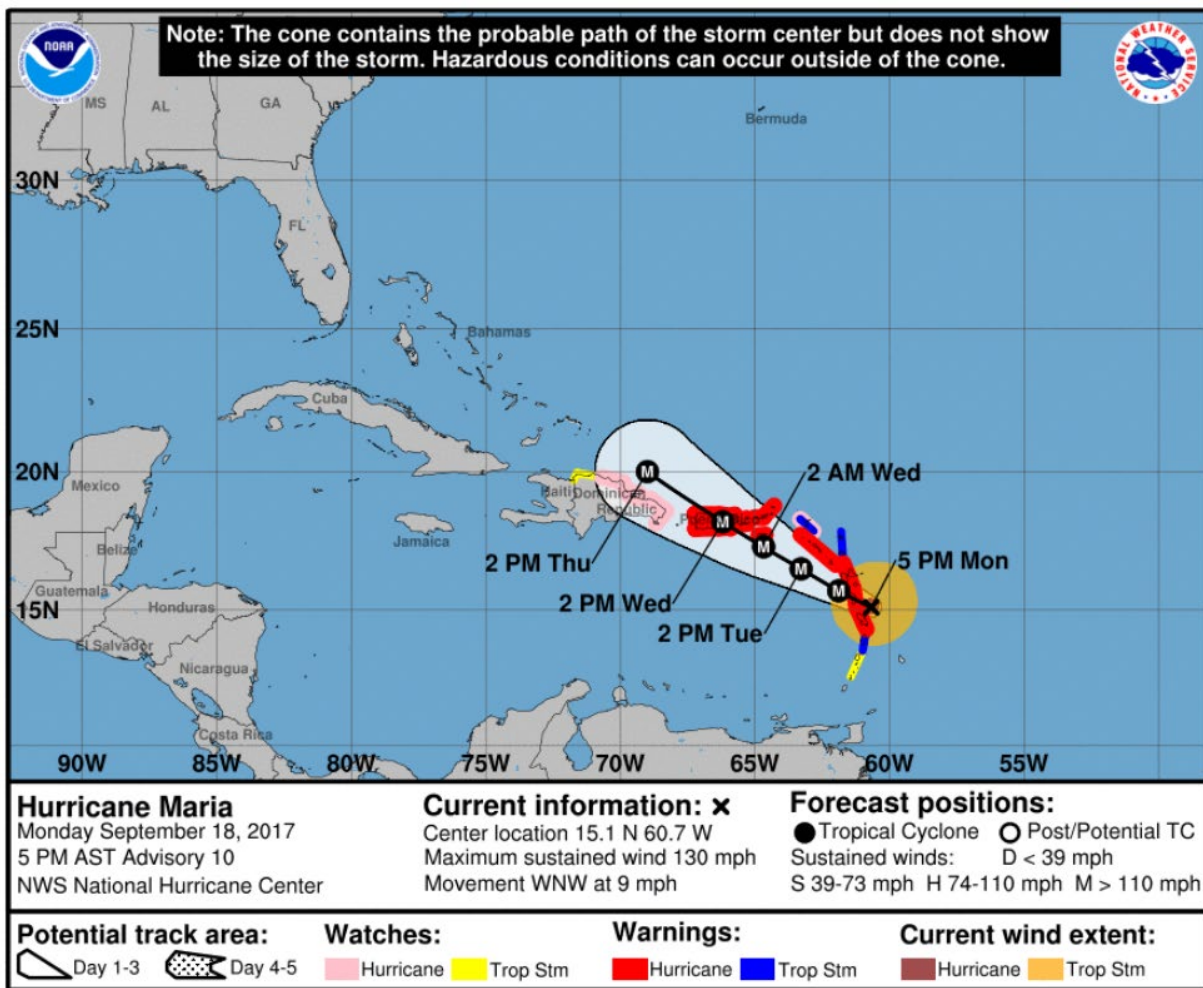 Note: The cone contains the probable path of the storm center but does not show
the size of the storm. Hazardous conditions can occur outside of the cone.
NOAA
NATIONAL WEATHER SERVICE
MS
AL
GA
Bermuda
30N
FL
25N
Bahamas
Cuba
20N
2 AM Wed
Mexico
M
Haiti
Dominican
Republic
Puerto Rico
M
Jamaica
Belize
M
2 PM Thu
M
5 PM Mon
Guatemala
M
Honduras
2 PM Wed
15N
2 PM Tue
El Salvador
Nicaragua
Costa Rica
90W 85W 80W 75W 70W 65W 60W 55W
Hurricane Maria
Monday September 18, 2017
5 PM AST Advisory 10
NWS National Hurricane Center
Current information: x
Center location 15.1 N 60.7 W
Maximum sustained wind 130 mph
Movement WNW at 9 mph
Forecast positions:
Tropical Cyclone Post/Potential TC
Sustained winds: D < 39 mph
S 39-73 mph H 74-110 mph M > 110 mph
Potential track area:
Day 1-3 Day 4-5
Watches:
Hurricane Trop Stm
Warnings:
Hurricane Trop Stm
Current wind extent:
Hurricane Trop Stm